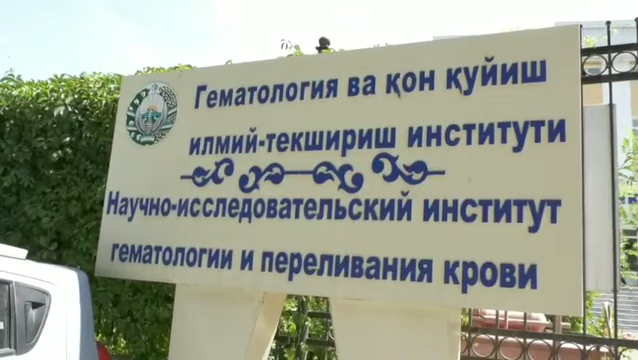 Гематология ва қон қуйиш
илмий-текшириш институти
Научно-исследовательский институт
гематологии и переливания крови